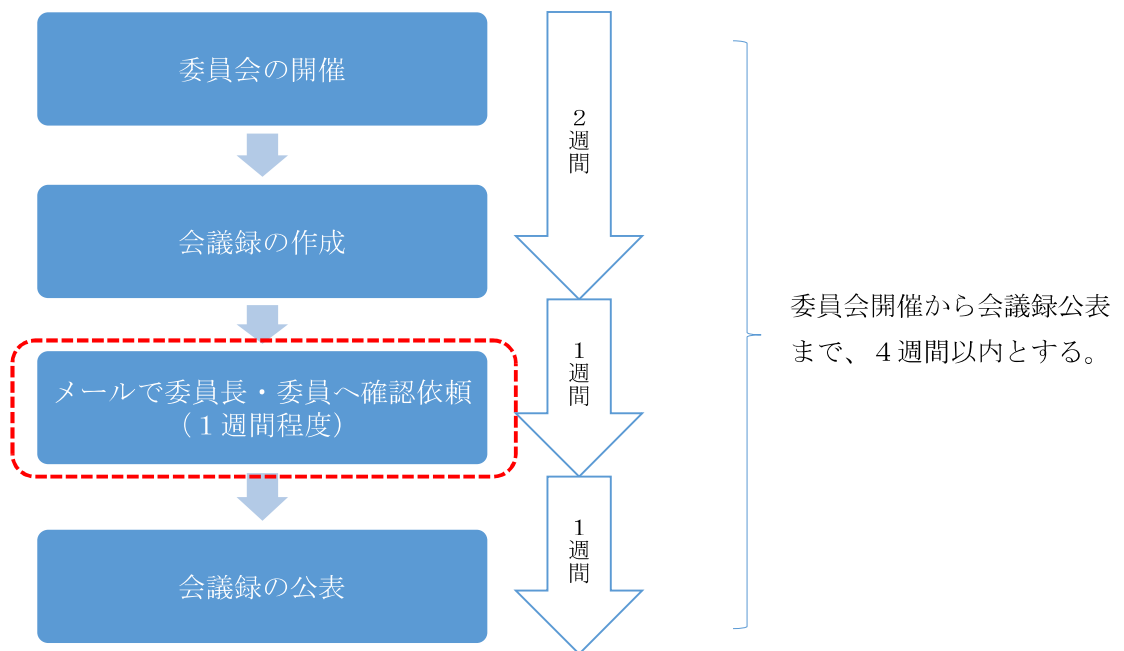 委員会の開催
会議録の作成
メールで委員長・委員へ確認依頼
（１週間程度）
会議録の公表
２週間
１週間
１週間
委員会開催から会議録公表
まで、４週間以内とする。